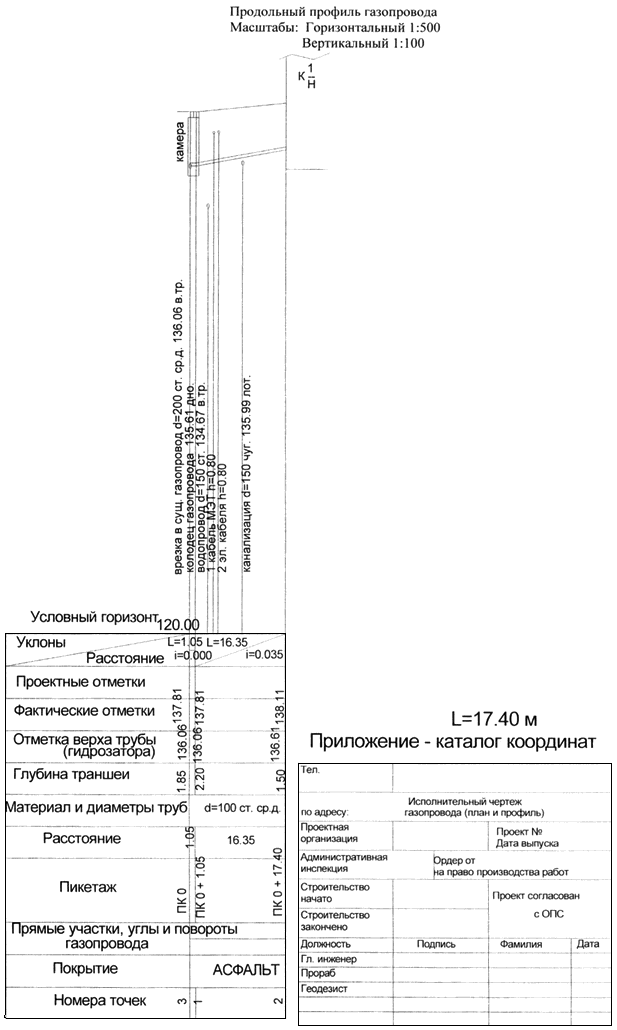 Продольный профиль газопровода
Масштабы: Горизонтальный 1:500
Вертикальный 1:100
К 1/Н
камера
врезка в сущ. газопровод d=200 ст. ср.д. 136.06 в.тр.
колодец газопровода 135.61 дно.
водопровод d=150 ст. 134.67 в.тр.
1 кабель МЭТ h=0.80
2 эл. кабеля h=0.80
канализация d=150 чуг. 135.99 лот.
Условный горизонт
120.00
Уклоны L=1.05 L=16.35
Расстояние i=0.000 i=0.035
Проектные отметки
Фактические отметки 137.81 137.81 138.11
Отметка верха трубы
(гидрозатора) 136.06 136.06 136.61
Глубина траншеи 1.85 2.20 1.50
Материал и диаметры труб d=100 ст. ср.д.
Расстояние 1.05 16.35
Пикетаж ПК 0 ПК 0 + 1.05 ПК 0 + 17.40
Прямые участки, углы и повороты
газопровода
Покрытие АСФАЛЬТ
Номера точек 3 1 2
L=17.40 м
Приложение - каталог координат
Тел.
Исполнительный чертеж
по адресу: газопровода (план и профиль)
Проектная
организация
Проект №
Дата выпуска
Административная
инспекция
Ордер от
на право производства работ
Строительство
начато
Проект согласован
Строительство
закончено
с ОПС
Должность Подпись Фамилия Дата
Гл. инженер
Прораб
Геодезист